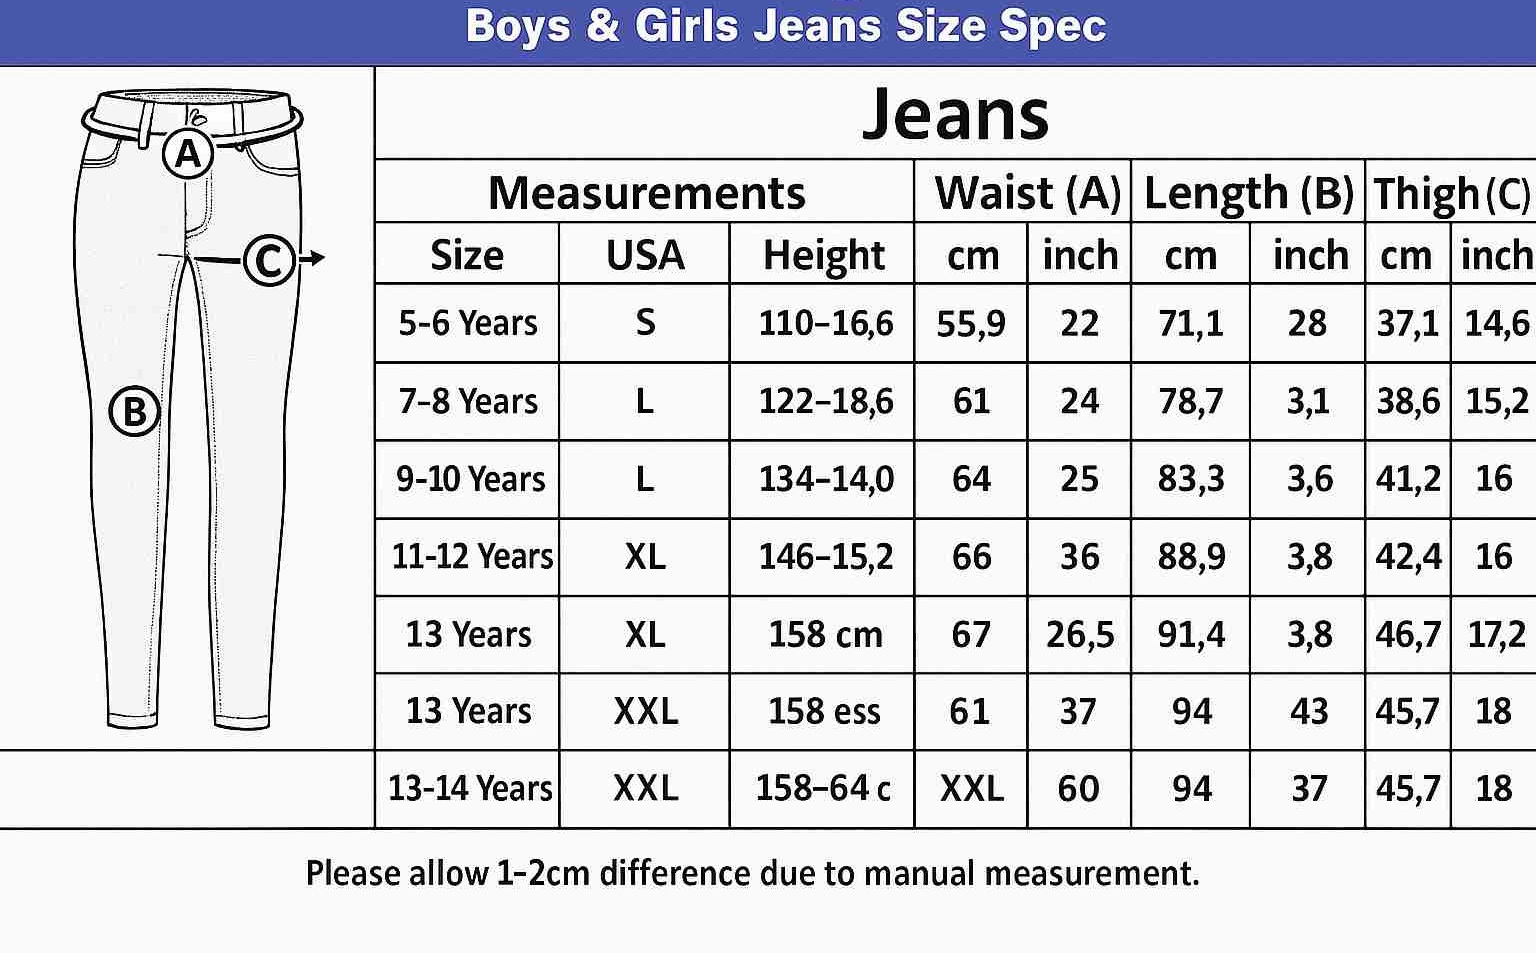 Boys & Girls Jeans Size Spec
Jeans
Measurements Waist (A) Length (B) Thigh (C)
Size USA Height cm inch cm inch cm inch
5-6 Years S 110–16,6 55,9 22 71,1 28 37,1 14,6
7-8 Years L 122–18,6 61 24 78,7 3,1 38,6 15,2
9-10 Years L 134–14,0 64 25 83,3 3,6 41,2 16
11-12 Years XL 146–15,2 66 36 88,9 3,8 42,4 16
13 Years XL 158 cm 67 26,5 91,4 3,8 46,7 17,2
13 Years XXL 158 ess 61 37 94 43 45,7 18
13-14 Years XXL 158–64 c XXL 60 94 37 45,7 18
A
C
B
Please allow 1–2cm difference due to manual measurement.